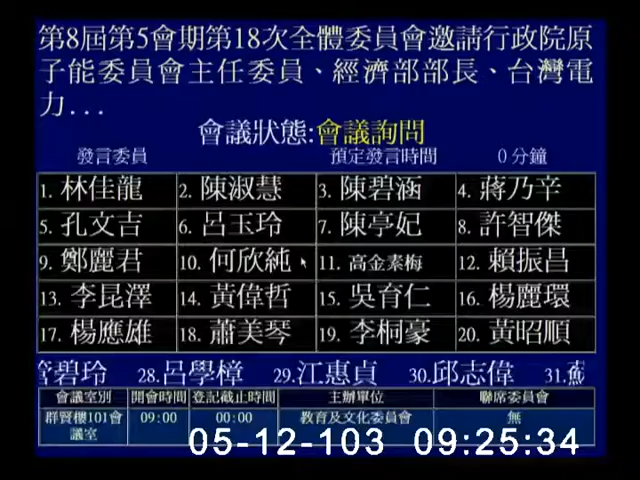 第8屆第5會期第18次全體委員會邀請行政院原
子能委員會主任委員、經濟部部長、台灣電
力...
會議狀態:會議詢問
發言委員 預定發言時間 0 分鐘
1. 林佳龍 2. 陳淑慧 3. 陳碧涵 4. 蔣乃辛
5. 孔文吉 6. 呂玉玲 7. 陳亭妃 8. 許智傑
9. 鄭麗君 10. 何欣純 11. 高金素梅 12. 賴振昌
13. 李昆澤 14. 黃偉哲 15. 吳育仁 16. 楊麗環
17. 楊應雄 18. 蕭美琴 19. 李桐豪 20. 黃昭順
管碧玲 28.呂學樟 29.江惠貞 30.邱志偉 31.
會議室別 開會時間 登記截止時間 主辦單位 聯席委員會
群賢樓101會 09:00 00:00 教育及文化委員會 無
議室
05-12-103 09:25:34